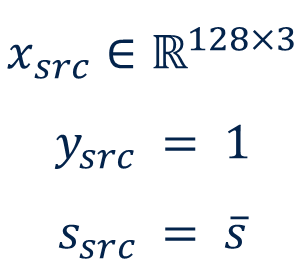 x_src ∈ ℝ^128×3
y_src = 1
s_src = s̄